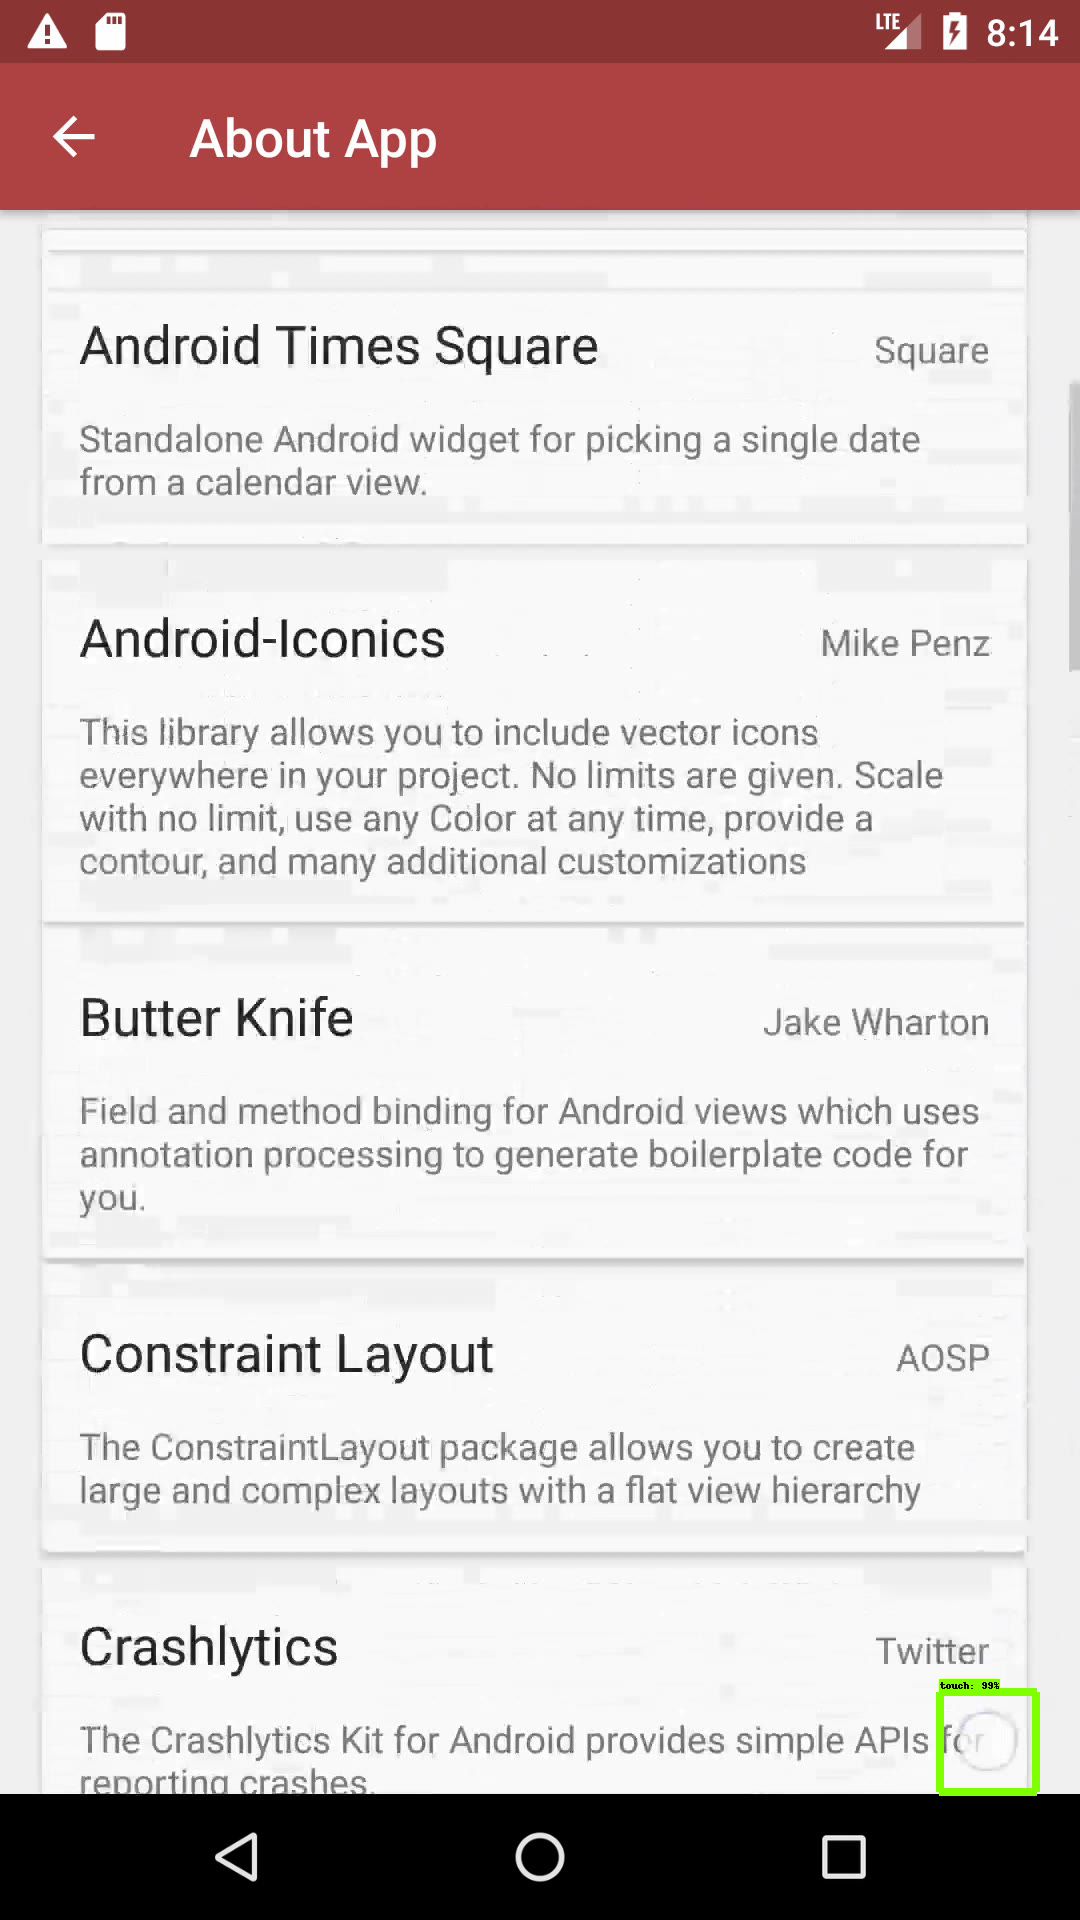 LTE 8:14
About App
Android Times Square Square
Standalone Android widget for picking a single date
from a calendar view.
Android-Iconics Mike Penz
This library allows you to include vector icons
everywhere in your project. No limits are given. Scale
with no limit, use any Color at any time, provide a
contour, and many additional customizations
Butter Knife Jake Wharton
Field and method binding for Android views which uses
annotation processing to generate boilerplate code for
you.
Constraint Layout AOSP
The ConstraintLayout package allows you to create
large and complex layouts with a flat view hierarchy
Crashlytics Twitter
touch: 99%
The Crashlytics Kit for Android provides simple APIs for
reporting crashes.